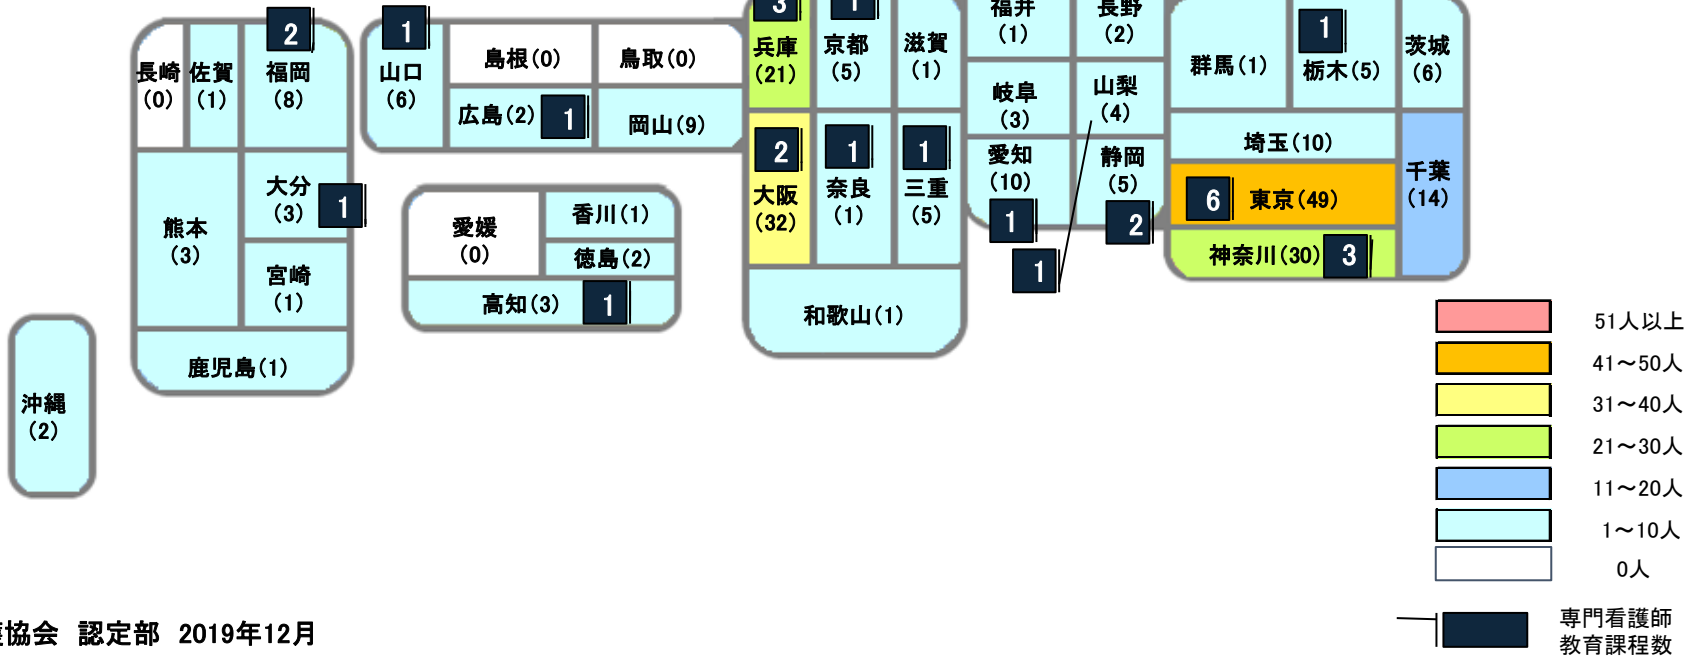 3
兵庫
(21)
1
京都
(5)
滋賀
(1)
福井
(1)
長野
(2)
群馬(1)
1
栃木(5)
茨城
(6)
長崎
(0)
佐賀
(1)
2
福岡
(8)
1
山口
(6)
島根(0)
鳥取(0)
広島(2)
1
岡山(9)
岐阜
(3)
山梨
(4)
埼玉(10)
千葉
(14)
2
大阪
(32)
1
奈良
(1)
1
三重
(5)
愛知
(10)
1
静岡
(5)
2
1
6
東京(49)
神奈川(30)
3
熊本
(3)
大分
(3)
1
宮崎
(1)
鹿児島(1)
愛媛
(0)
香川(1)
徳島(2)
高知(3)
1
和歌山(1)
沖縄
(2)
51人以上
41～50人
31～40人
21～30人
11～20人
1～10人
0人
専門看護師
教育課程数
協会 認定部 2019年12月